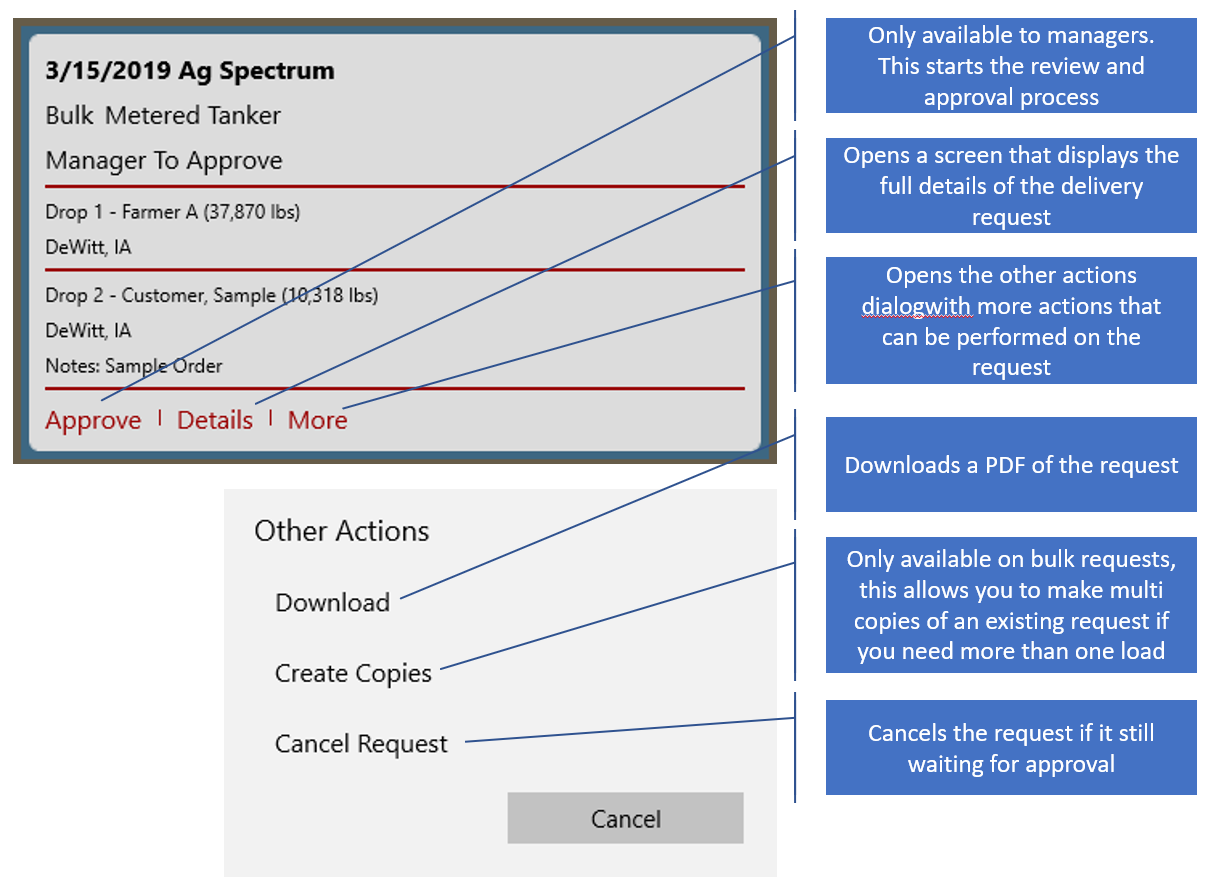 3/15/2019 Ag Spectrum
Bulk Metered Tanker
Manager To Approve
Drop 1 - Farmer A (37,870 lbs)
DeWitt, IA
Drop 2 - Customer, Sample (10,318 lbs)
DeWitt, IA
Notes: Sample Order
Approve | Details | More
Other Actions
Download
Create Copies
Cancel Request
Cancel
Only available to managers.
This starts the review and
approval process
Opens a screen that displays the
full details of the delivery
request
Opens the other actions
dialogwith more actions that
can be performed on the
request
Downloads a PDF of the request
Only available on bulk requests,
this allows you to make multi
copies of an existing request if
you need more than one load
Cancels the request if it still
waiting for approval